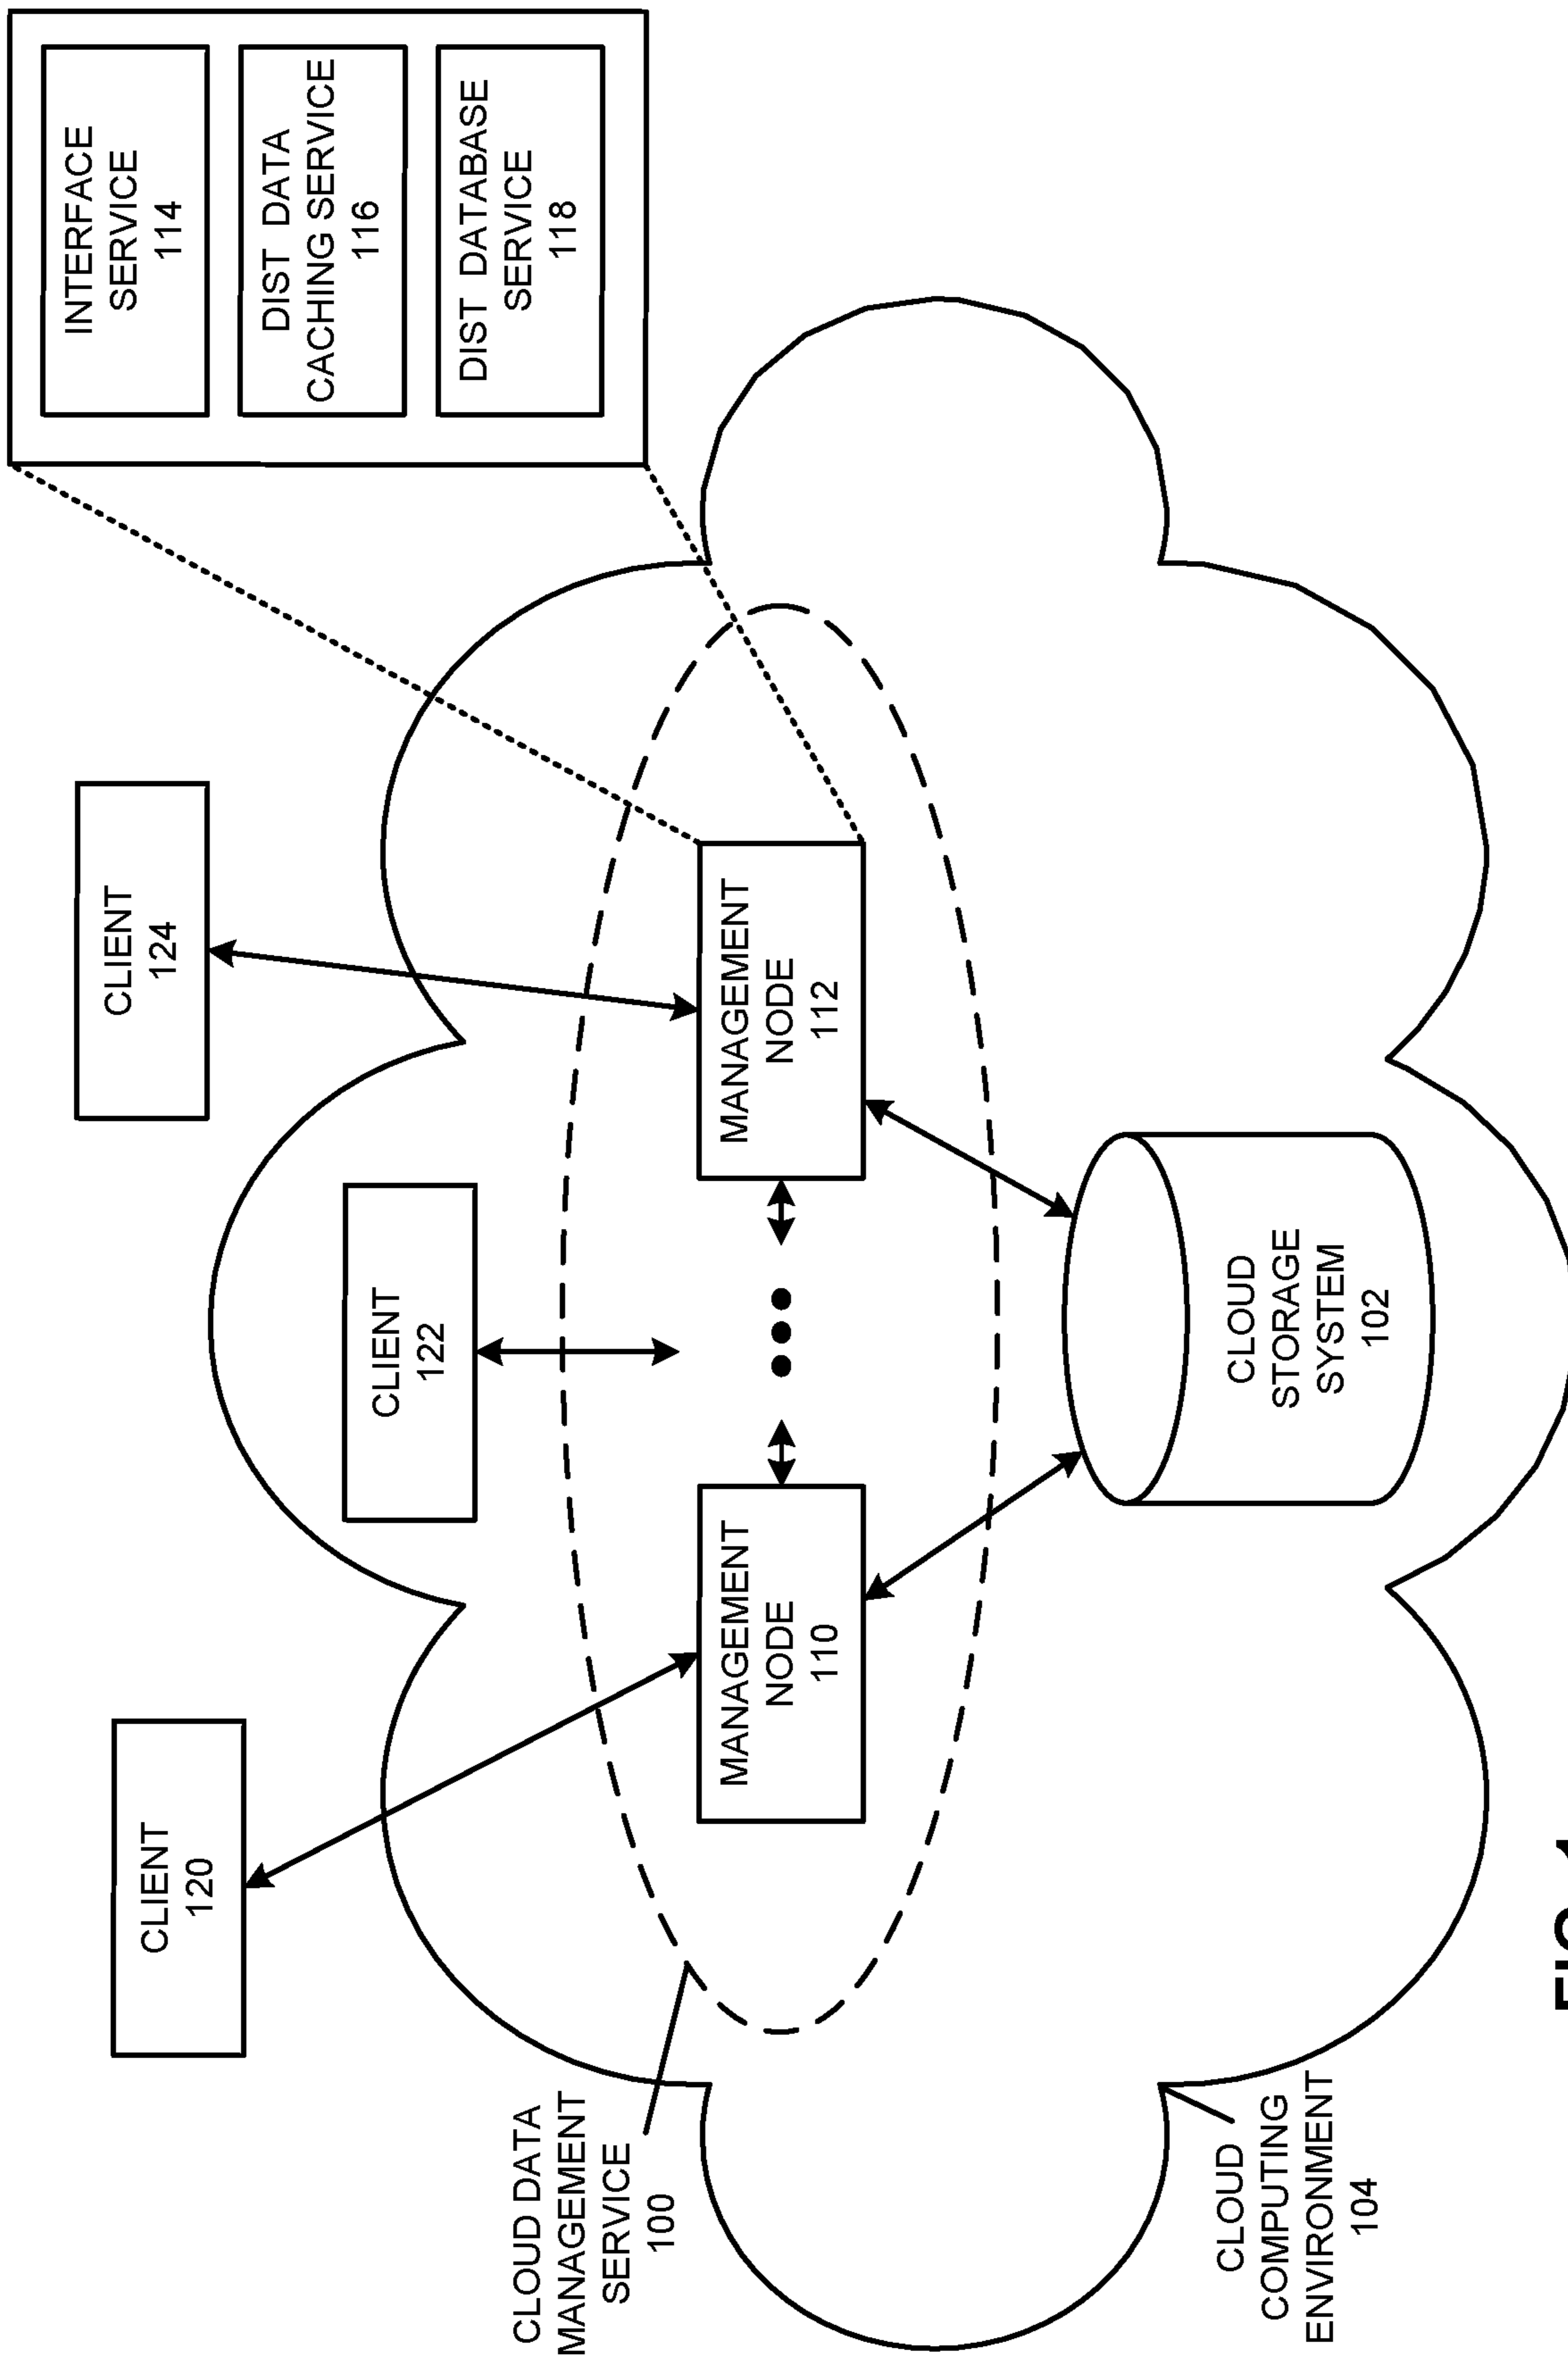 CLIENT
120
CLIENT
122
CLIENT
124
INTERFACE
SERVICE
114
DIST DATA
CACHING SERVICE
116
DIST DATABASE
SERVICE
118
CLOUD DATA
MANAGEMENT
SERVICE
100
MANAGEMENT
NODE
110
MANAGEMENT
NODE
112
CLOUD
STORAGE
SYSTEM
102
CLOUD
COMPUTING
ENVIRONMENT
104